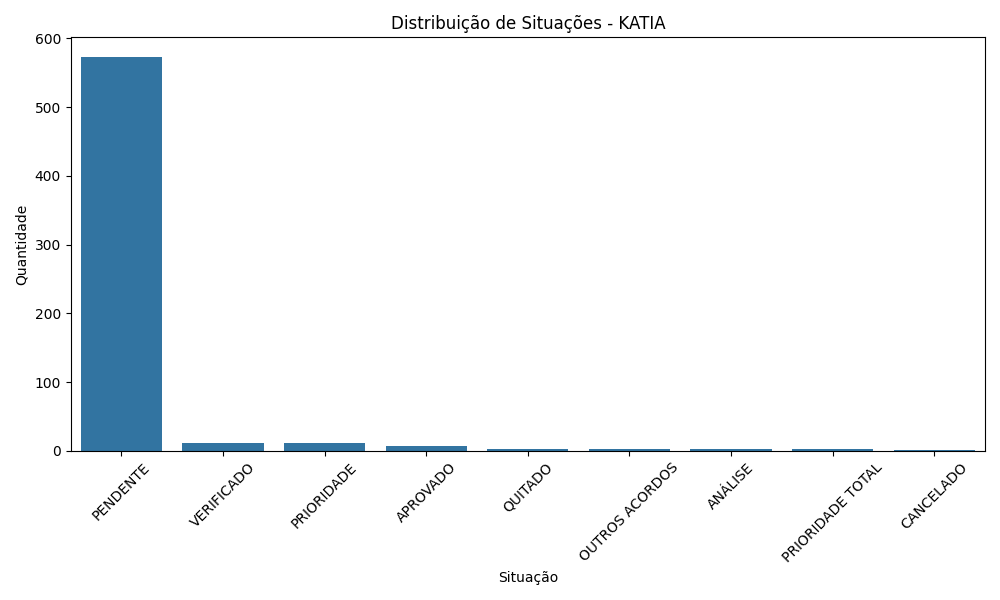 Distribuição de Situações - KATIA
Quantidade
600
500
400
300
200
100
0
PENDENTE
VERIFICADO
PRIORIDADE
APROVADO
QUITADO
OUTROS ACORDOS
ANÁLISE
PRIORIDADE TOTAL
CANCELADO
Situação